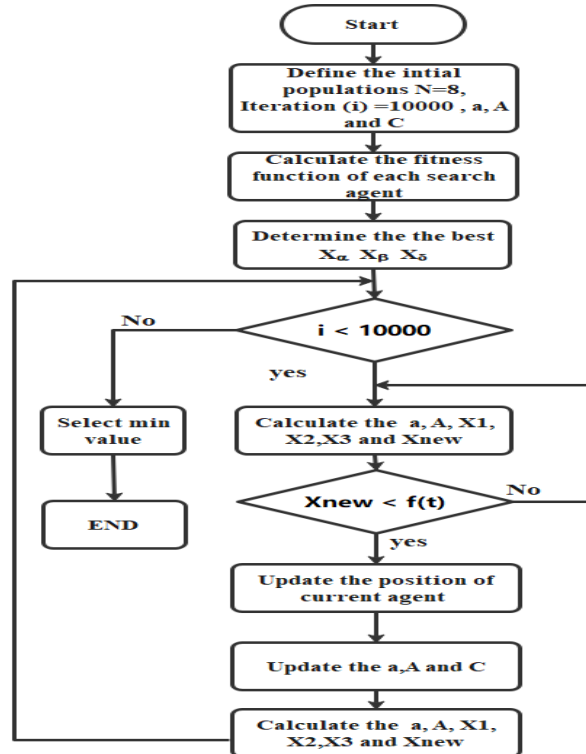 Start
Define the intial
populations N=8,
Iteration (i) =10000 , a, A
and C
Calculate the fitness
function of each search
agent
Determine the the best
Xα Xβ Xδ
i < 10000
No
yes
Select min
value
END
Calculate the a, A, X1,
X2,X3 and Xnew
Xnew < f(t)
No
yes
Update the position of
current agent
Update the a,A and C
Calculate the a, A, X1,
X2,X3 and Xnew